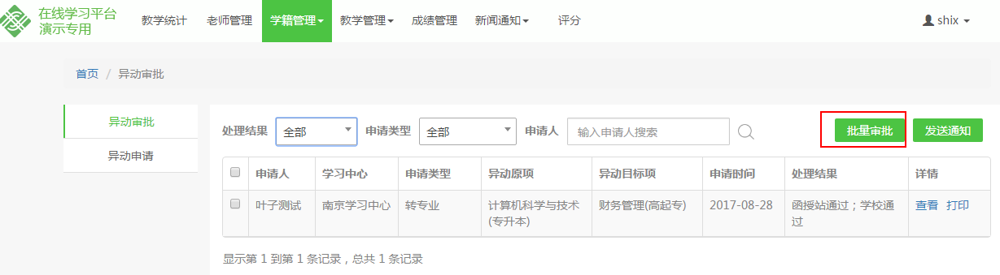 在线学习平台
演示专用
教学统计 老师管理 学籍管理 教学管理 成绩管理 新闻通知 评分 shix
首页 / 异动审批
异动审批
异动申请
处理结果 全部 申请类型 全部 申请人 输入申请人搜索 批量审批 发送通知
申请人 学习中心 申请类型 异动原项 异动目标项 申请时间 处理结果 详情
叶子测试 南京学习中心 转专业 计算机科学与技术 财务管理(高起专) 2017-08-28 函授站通过；学校通 查看 打印
(专升本) 过
显示第 1 到第 1 条记录，总共 1 条记录